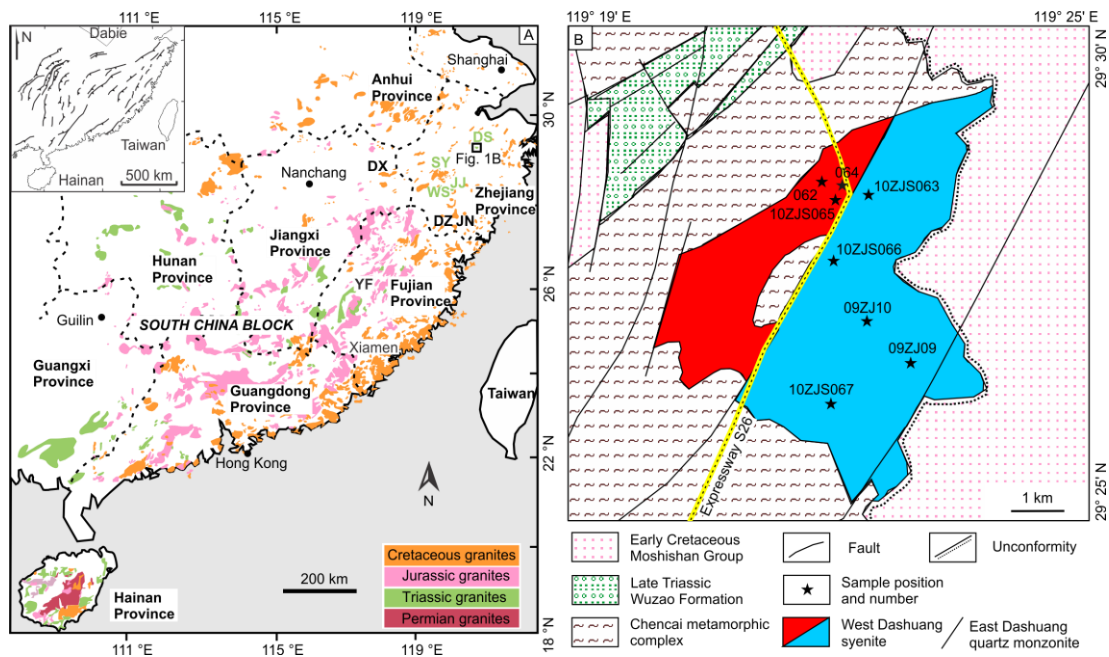 N
Dabie
Taiwan
Hainan
500 km
A
Shanghai
Anhui
Province
30 °N
DS
Fig. 1B
SY
DX
JJ
WS
Nanchang
Zhejiang
Province
DZ JN
Jiangxi
Province
Hunan
Province
YF
Fujian
Province
26 °N
Guilin
SOUTH CHINA BLOCK
Xiamen
Guangxi
Province
Guangdong
Province
Taiwan
22 °N
Hong Kong
N
Cretaceous granites
Jurassic granites
Triassic granites
Permian granites
200 km
Hainan
Province
18 °N
111 °E
115 °E
119 °E
111 °E
115 °E
119 °E
119° 19' E
119° 25' E
B
29° 30' N
064
062
10ZJS063
10ZJS065
10ZJS066
09ZJ10
09ZJ09
10ZJS067
Expressway S26
1 km
29° 25' N
Early Cretaceous
Moshishan Group
Fault
Unconformity
Late Triassic
Wuzao Formation
Sample position
and number
Chencai metamorphic
complex
West Dashuang
syenite
East Dashuang
quartz monzonite